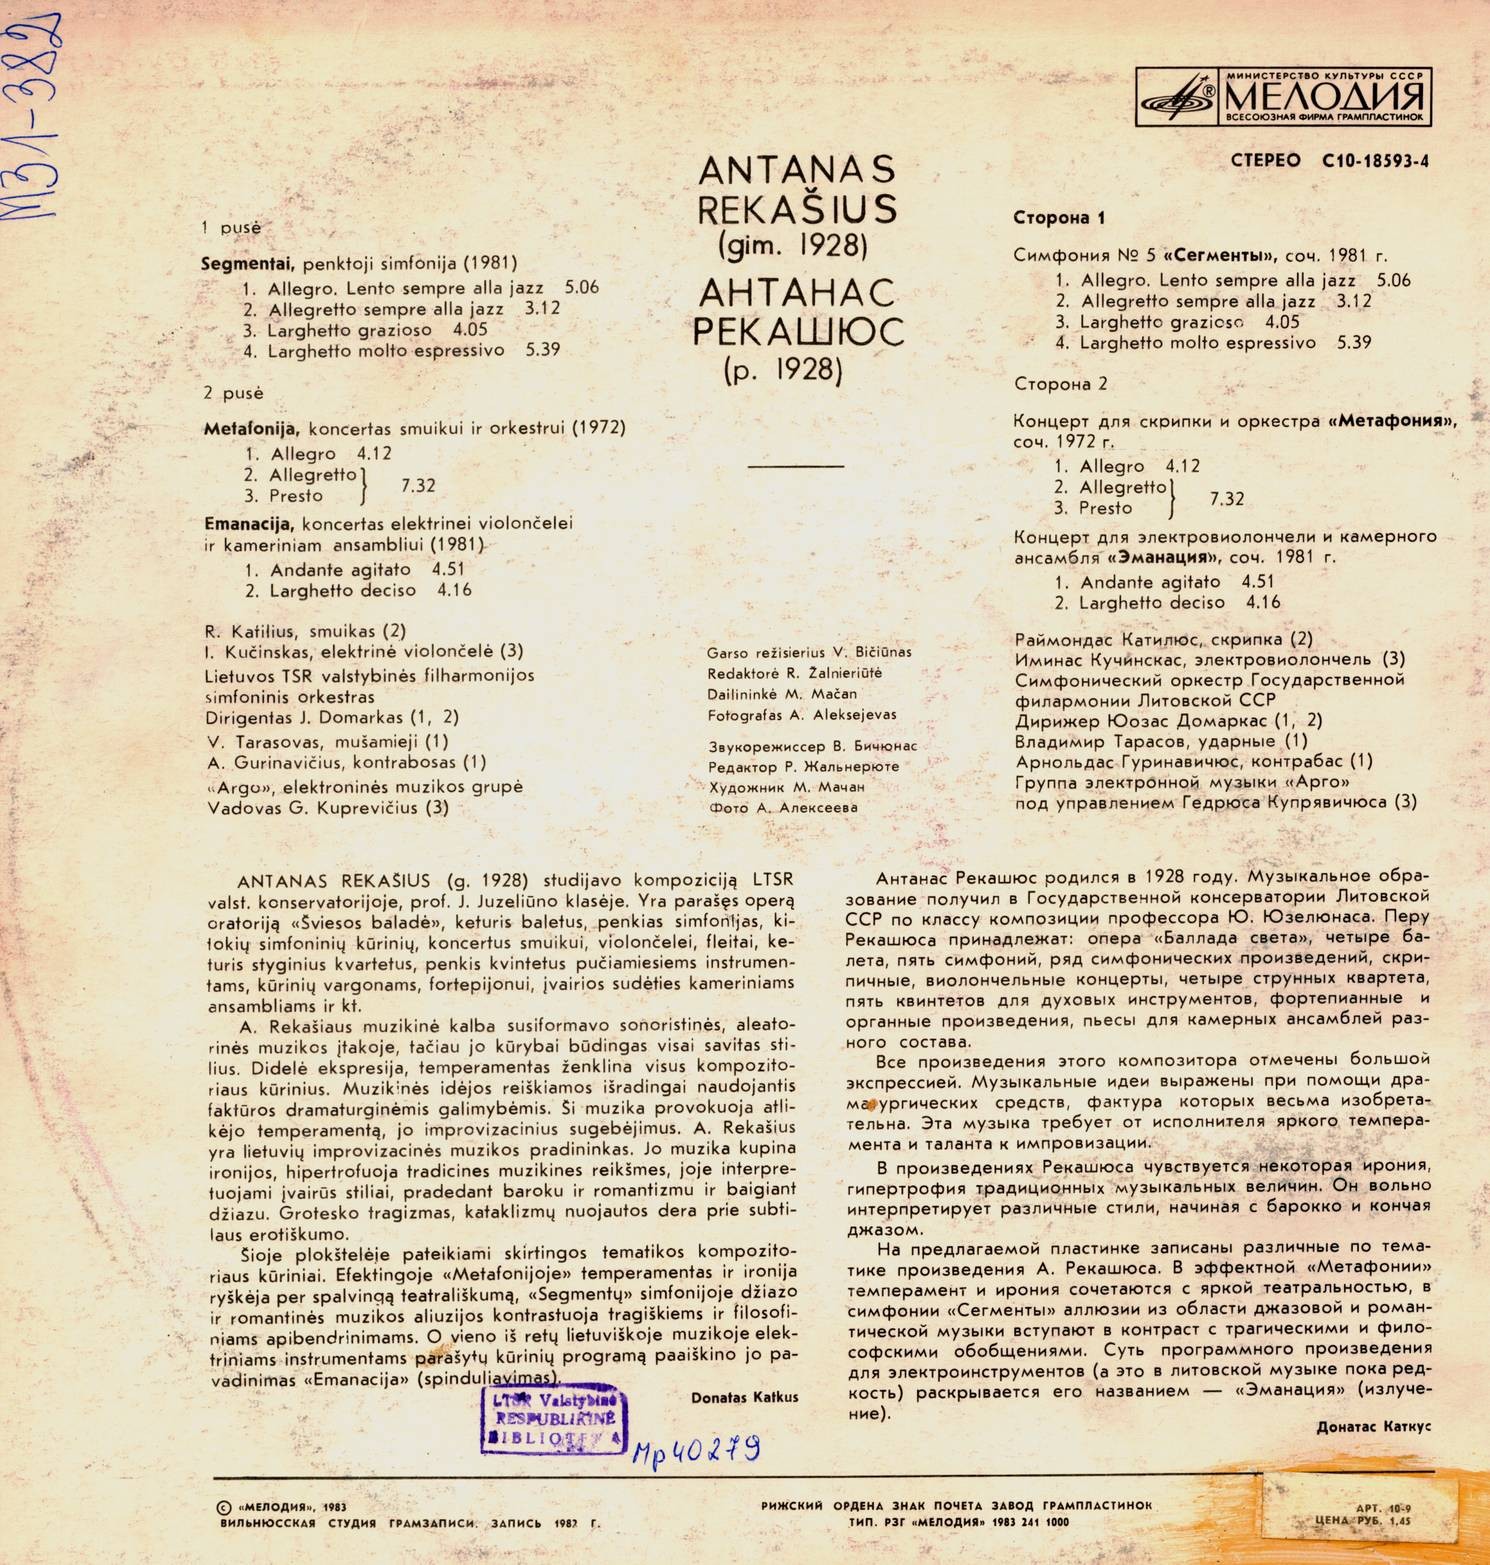 МЗ1-382
МИНИСТЕРСТВО КУЛЬТУРЫ СССР
МЕЛОДИЯ
ВСЕСОЮЗНАЯ ФИРМА ГРАМПЛАСТИНОК
СТЕРЕО С10-18593-4
ANTANAS
REKAŠIUS
(gim. 1928)
АНТАНАС
РЕКАШЮС
(р. 1928)
1 pusė
Segmentai, penktoji simfonija (1981)
1. Allegro. Lento sempre alla jazz 5.06
2. Allegretto sempre alla jazz 3.12
3. Larghetto grazioso 4.05
4. Larghetto molto espressivo 5.39
2 pusė
Metafonija, koncertas smuikui ir orkestrui (1972)
1. Allegro 4.12
2. Allegretto
3. Presto
7.32
Emanacija, koncertas elektrinei violončelei
ir kameriniam ansambliui (1981)
1. Andante agitato 4.51
2. Larghetto deciso 4.16
R. Katilius, smuikas (2)
I. Kučinskas, elektrinė violončelė (3)
Lietuvos TSR valstybinės filharmonijos
simfoninis orkestras
Dirigentas J. Domarkas (1, 2)
V. Tarasovas, mušamieji (1)
A. Gurinavičius, kontrabosas (1)
«Argo», elektroninės muzikos grupė
Vadovas G. Kuprevičius (3)
Garso režisierius V. Bičiūnas
Redaktorė R. Žalnieriūtė
Dailininkė M. Mačan
Fotografas A. Aleksejevas
Звукорежиссер В. Бичюнас
Редактор Р. Жальнерюте
Художник М. Мачан
Фото А. Алексеева
Сторона 1
Симфония № 5 «Сегменты», соч. 1981 г.
1. Allegro. Lento sempre alla jazz 5.06
2. Allegretto sempre alla jazz 3.12
3. Larghetto grazioso 4.05
4. Larghetto molto espressivo 5.39
Сторона 2
Концерт для скрипки и оркестра «Метафония»,
соч. 1972 г.
1. Allegro 4.12
2. Allegretto
3. Presto
7.32
Концерт для электровиолончели и камерного
ансамбля «Эманация», соч. 1981 г.
1. Andante agitato 4.51
2. Larghetto deciso 4.16
Раймондас Катилюс, скрипка (2)
Иминас Кучинскас, электровиолончель (3)
Симфонический оркестр Государственной
филармонии Литовской ССР
Дирижер Юозас Домаркас (1, 2)
Владимир Тарасов, ударные (1)
Арнольдас Гуринавичюс, контрабас (1)
Группа электронной музыки «Арго»
под управлением Гедрюса Купрявичюса (3)
ANTANAS REKAŠIUS (g. 1928) studijavo kompoziciją LTSR
valst. konservatorijoje, prof. J. Juzeliūno klasėje. Yra parašęs operą
oratoriją «Šviesos baladė», keturis baletus, penkias simfonijas, ki-
tokių simfoninių kūrinių, koncertus smuikui, violončelei, fleitai, ke-
turis styginius kvartetus, penkis kvintetus pučiamiesiems instrumen-
tams, kūrinių vargonams, fortepijonui, įvairios sudėties kameriniams
ansambliams ir kt.
A. Rekašiaus muzikinė kalba susiformavo sonoristinės, aleato-
rinės muzikos įtakoje, tačiau jo kūrybai būdingas visai savitas sti-
lius. Didelė ekspresija, temperamentas ženklina visus kompozito-
riaus kūrinius. Muzikinės idėjos reiškiamos išradingai naudojantis
faktūros dramaturginėmis galimybėmis. Ši muzika provokuoja atli-
kėjo temperamentą, jo improvizacinius sugebėjimus. A. Rekašius
yra lietuvių improvizacinės muzikos pradininkas. Jo muzika kupina
ironijos, hipertrofuoja tradicines muzikines reikšmes, joje interpre-
tuojami įvairūs stiliai, pradedant baroku ir romantizmu ir baigiant
džiazu. Grotesko tragizmas, kataklizmų nuojautos dera prie subti-
laus erotiškumo.
Šioje plokštelėje pateikiami skirtingos tematikos kompozito-
riaus kūriniai. Efektingoje «Metafonijoje» temperamentas ir ironija
ryškėja per spalvingą teatrališkumą, «Segmentų» simfonijoje džiazo
ir romantinės muzikos aliuzijos kontrastuoja tragiškiems ir filosofi-
niams apibendrinimams. O vieno iš retų lietuviškoje muzikoje elek-
triniams instrumentams parašytų kūrinių programą paaiškino jo pa-
vadinimas «Emanacija» (spinduliavimas).
Donatas Katkus
LTSR Valstybinė
RESPUBLIKINĖ
BIBLIOTEKA
Мр40279
Антанас Рекашюс родился в 1928 году. Музыкальное обра-
зование получил в Государственной консерватории Литовской
ССР по классу композиции профессора Ю. Юзелюнаса. Перу
Рекашюса принадлежат: опера «Баллада света», четыре ба-
лета, пять симфоний, ряд симфонических произведений, скри-
пичные, виолончельные концерты, четыре струнных квартета,
пять квинтетов для духовых инструментов, фортепианные и
органные произведения, пьесы для камерных ансамблей раз-
ного состава.
Все произведения этого композитора отмечены большой
экспрессией. Музыкальные идеи выражены при помощи дра-
матургических средств, фактура которых весьма изобрета-
тельна. Эта музыка требует от исполнителя яркого темпера-
мента и таланта к импровизации.
В произведениях Рекашюса чувствуется некоторая ирония,
гипертрофия традиционных музыкальных величин. Он вольно
интерпретирует различные стили, начиная с барокко и кончая
джазом.
На предлагаемой пластинке записаны различные по тема-
тике произведения А. Рекашюса. В эффектной «Метафонии»
темперамент и ирония сочетаются с яркой театральностью, в
симфонии «Сегменты» аллюзии из области джазовой и роман-
тической музыки вступают в контраст с трагическими и фило-
софскими обобщениями. Суть программного произведения
для электроинструментов (а это в литовской музыке пока ред-
кость) раскрывается его названием — «Эманация» (излуче-
ние).
Донатас Каткус
© «МЕЛОДИЯ», 1983
ВИЛЬНЮССКАЯ СТУДИЯ ГРАМЗАПИСИ. ЗАПИСЬ 1982 Г.
РИЖСКИЙ ОРДЕНА ЗНАК ПОЧЕТА ЗАВОД ГРАМПЛАСТИНОК
ТИП. РЗГ «МЕЛОДИЯ» 1983 241 1000
АРТ. 10-9
ЦЕНА РУБ. 1,45